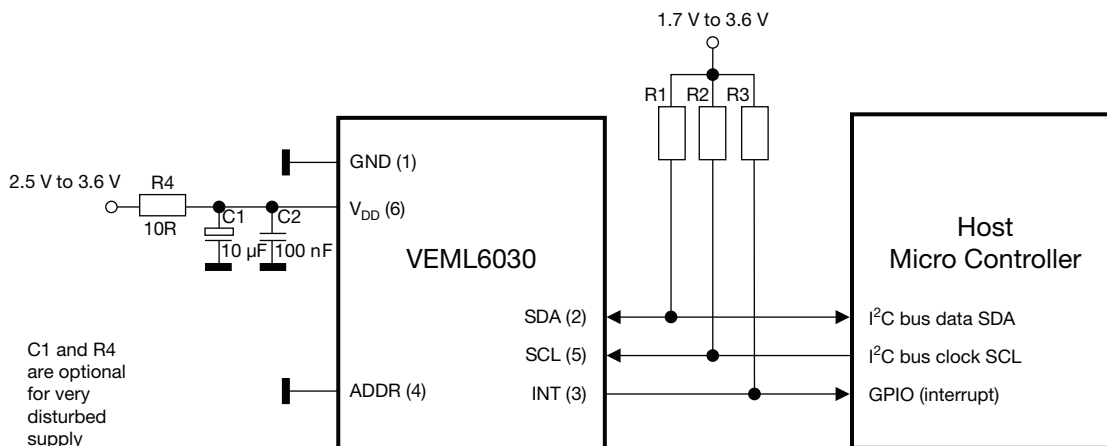 1.7 V to 3.6 V
R1
R2
R3
GND (1)
2.5 V to 3.6 V
R4
10R
C1
10 µF
C2
100 nF
V_DD (6)
VEML6030
Host
Micro Controller
SDA (2)
I²C bus data SDA
SCL (5)
I²C bus clock SCL
C1 and R4
are optional
for very
disturbed
supply
ADDR (4)
INT (3)
GPIO (interrupt)